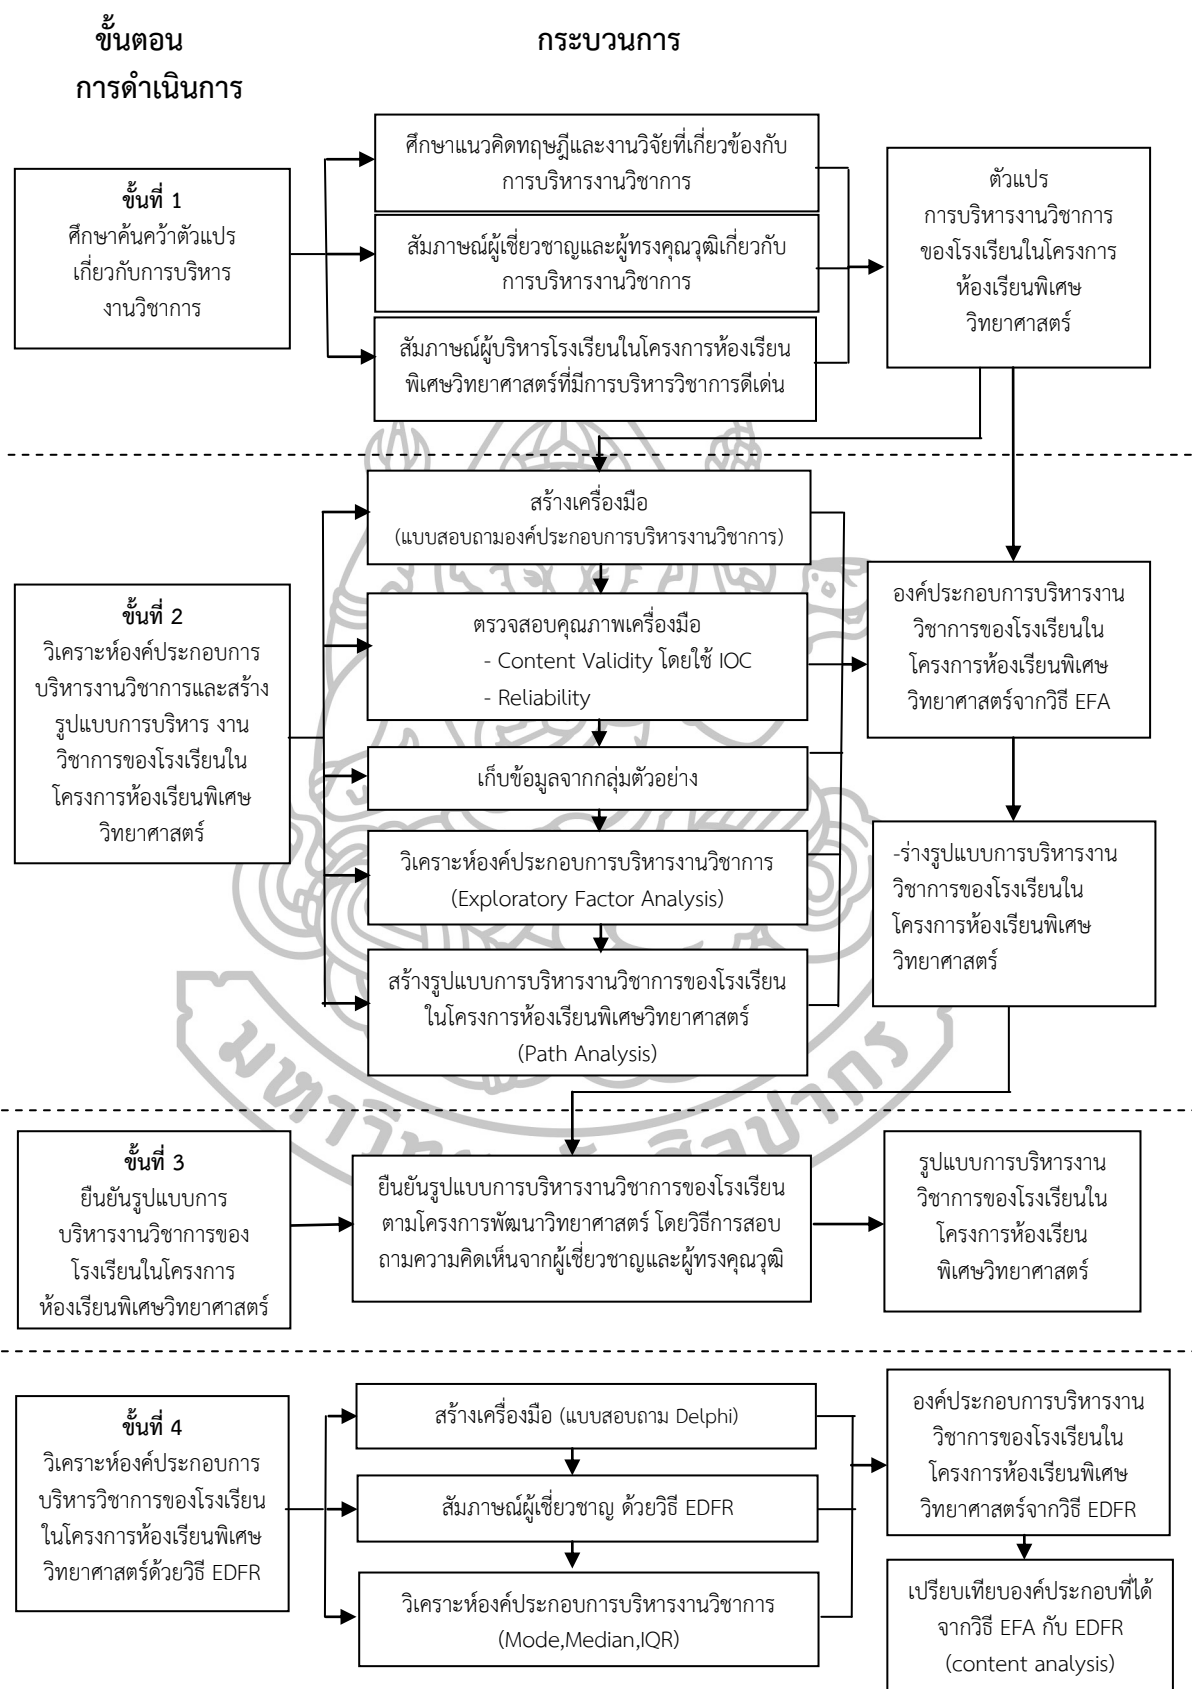 ขั้นตอน
การดำเนินการ
กระบวนการ
ขั้นที่ 1
ศึกษาค้นคว้าตัวแปร
เกี่ยวกับการบริหาร
งานวิชาการ
ศึกษาแนวคิดทฤษฎีและงานวิจัยที่เกี่ยวข้องกับ
การบริหารงานวิชาการ
สัมภาษณ์ผู้เชี่ยวชาญและผู้ทรงคุณวุฒิเกี่ยวกับ
การบริหารงานวิชาการ
สัมภาษณ์ผู้บริหารโรงเรียนในโครงการห้องเรียน
พิเศษวิทยาศาสตร์ที่มีการบริหารวิชาการดีเด่น
ตัวแปร
การบริหารงานวิชาการ
ของโรงเรียนในโครงการ
ห้องเรียนพิเศษ
วิทยาศาสตร์
ขั้นที่ 2
วิเคราะห์องค์ประกอบการ
บริหารงานวิชาการและสร้าง
รูปแบบการบริหาร งาน
วิชาการของโรงเรียนใน
โครงการห้องเรียนพิเศษ
วิทยาศาสตร์
สร้างเครื่องมือ
(แบบสอบถามองค์ประกอบการบริหารงานวิชาการ)
ตรวจสอบคุณภาพเครื่องมือ
- Content Validity โดยใช้ IOC
- Reliability
เก็บข้อมูลจากกลุ่มตัวอย่าง
วิเคราะห์องค์ประกอบการบริหารงานวิชาการ
(Exploratory Factor Analysis)
สร้างรูปแบบการบริหารงานวิชาการของโรงเรียน
ในโครงการห้องเรียนพิเศษวิทยาศาสตร์
(Path Analysis)
องค์ประกอบการบริหารงาน
วิชาการของโรงเรียนใน
โครงการห้องเรียนพิเศษ
วิทยาศาสตร์จากวิธี EFA
-ร่างรูปแบบการบริหารงาน
วิชาการของโรงเรียนใน
โครงการห้องเรียนพิเศษ
วิทยาศาสตร์
ขั้นที่ 3
ยืนยันรูปแบบการ
บริหารงานวิชาการของ
โรงเรียนในโครงการ
ห้องเรียนพิเศษวิทยาศาสตร์
ยืนยันรูปแบบการบริหารงานวิชาการของโรงเรียน
ตามโครงการพัฒนาวิทยาศาสตร์ โดยวิธีการสอบ
ถามความคิดเห็นจากผู้เชี่ยวชาญและผู้ทรงคุณวุฒิ
รูปแบบการบริหารงาน
วิชาการของโรงเรียนใน
โครงการห้องเรียน
พิเศษวิทยาศาสตร์
ขั้นที่ 4
วิเคราะห์องค์ประกอบการ
บริหารวิชาการของโรงเรียน
ในโครงการห้องเรียนพิเศษ
วิทยาศาสตร์ด้วยวิธี EDFR
สร้างเครื่องมือ (แบบสอบถาม Delphi)
สัมภาษณ์ผู้เชี่ยวชาญ ด้วยวิธี EDFR
วิเคราะห์องค์ประกอบการบริหารงานวิชาการ
(Mode,Median,IQR)
องค์ประกอบการบริหารงาน
วิชาการของโรงเรียนใน
โครงการห้องเรียนพิเศษ
วิทยาศาสตร์จากวิธี EDFR
เปรียบเทียบองค์ประกอบที่ได้
จากวิธี EFA กับ EDFR
(content analysis)